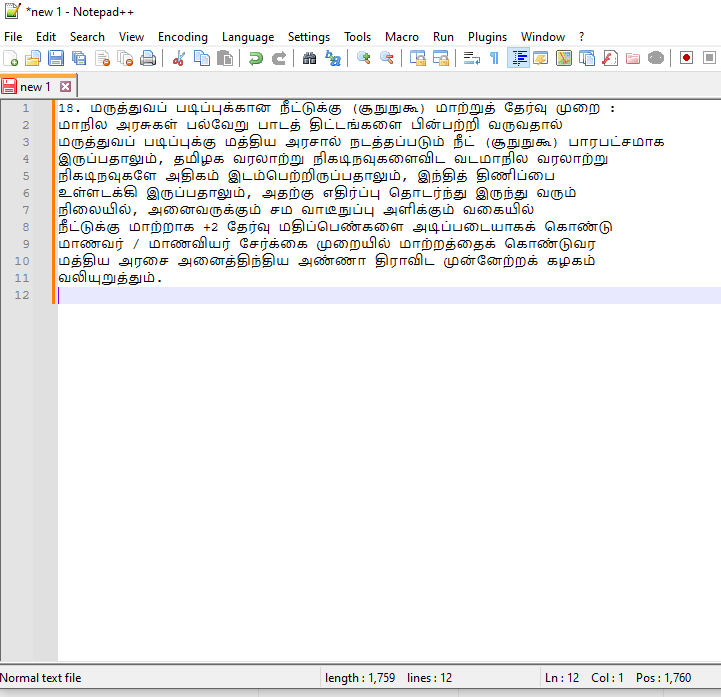 *new 1 - Notepad++
File Edit Search View Encoding Language Settings Tools Macro Run Plugins Window ?
new 1
1 18. மருத்துவப் படிப்புக்கான நீட்டுக்கு (சூநுநுகூ) மாற்றுத் தேர்வு முறை :
2 மாநில அரசுகள் பல்வேறு பாடத் திட்டங்களை பின்பற்றி வருவதால்
3 மருத்துவப் படிப்புக்கு மத்திய அரசால் நடத்தப்படும் நீட் (சூநுநுகூ) பாரபட்சமாக
4 இருப்பதாலும், தமிழக வரலாற்று நிகடிநவுகளைவிட வடமாநில வரலாற்று
5 நிகடிநவுகளே அதிகம் இடம்பெற்றிருப்பதாலும், இந்தித் திணிப்பை
6 உள்ளடக்கி இருப்பதாலும், அதற்கு எதிர்ப்பு தொடர்ந்து இருந்து வரும்
7 நிலையில், அனைவருக்கும் சம வாடீநுப்பு அளிக்கும் வகையில்
8 நீட்டுக்கு மாற்றாக +2 தேர்வு மதிப்பெண்களை அடிப்படையாகக் கொண்டு
9 மாணவர் / மாணவியர் சேர்க்கை முறையில் மாற்றத்தைக் கொண்டுவர
10 மத்திய அரசை அனைத்திந்திய அண்ணா திராவிட முன்னேற்றக் கழகம்
11 வலியுறுத்தும்.
12
Normal text file length : 1,759 lines : 12 Ln : 12 Col : 1 Pos : 1,760